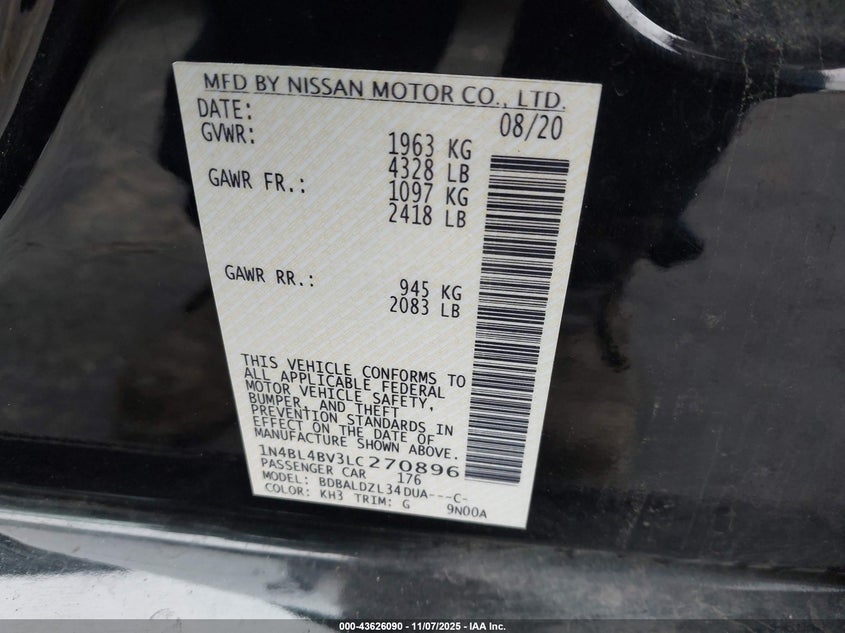 MFD BY NISSAN MOTOR CO., LTD.
DATE: 08/20
GVWR: 1963 KG
4328 LB
GAWR FR.: 1097 KG
2418 LB
GAWR RR.: 945 KG
2083 LB
THIS VEHICLE CONFORMS TO
ALL APPLICABLE FEDERAL
MOTOR VEHICLE SAFETY,
BUMPER, AND THEFT
PREVENTION STANDARDS IN
EFFECT ON THE DATE OF
MANUFACTURE SHOWN ABOVE.
1N4BL4BV3LC270896
PASSENGER CAR 176
MODEL: BDBALDZL34DUA---C-
COLOR: KH3 TRIM: G 9N00A
000-43626090 - 11/07/2025 - IAA Inc.